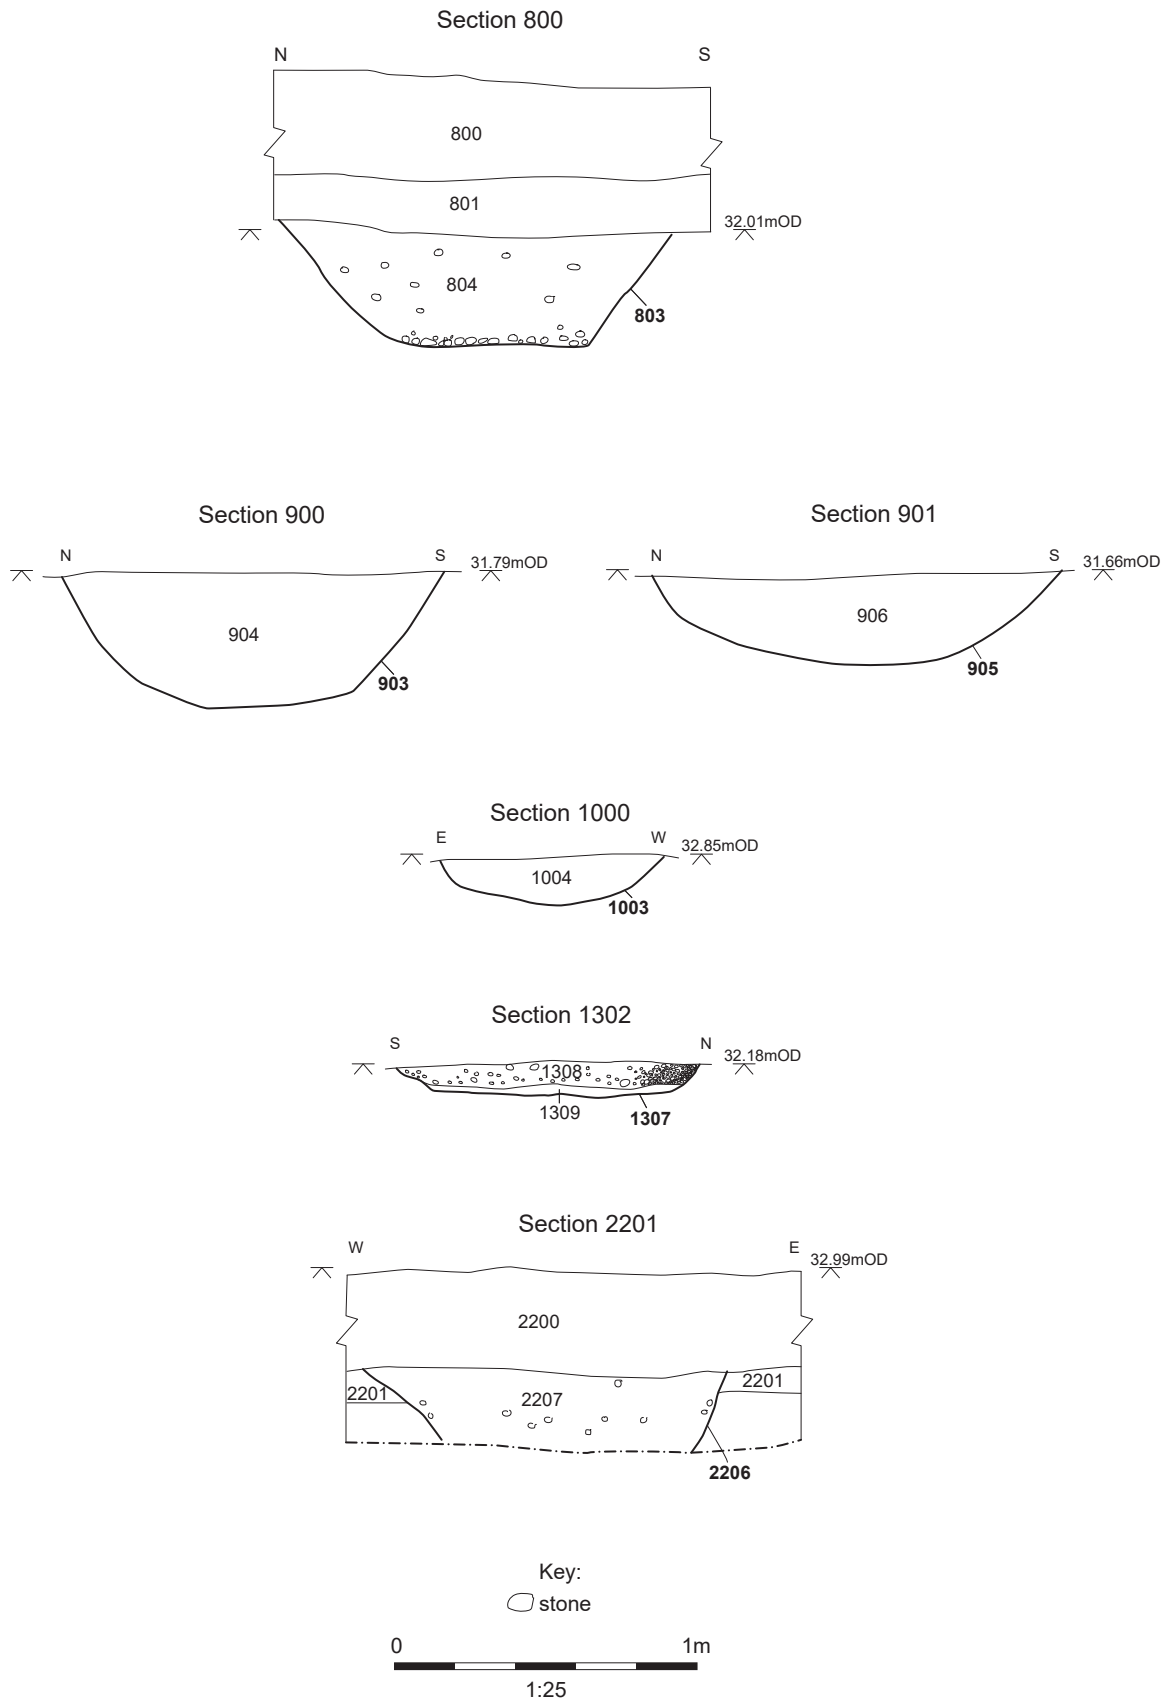 Section 800
N S
800
801
32.01mOD
804
803
Section 900
N S
31.79mOD
904
903
Section 901
N S
31.66mOD
906
905
Section 1000
E W
32.85mOD
1004
1003
Section 1302
S N
32.18mOD
1308
1309
1307
Section 2201
W E
32.99mOD
2200
2201 2207 2201
2206
Key:
stone
0 1m
1:25